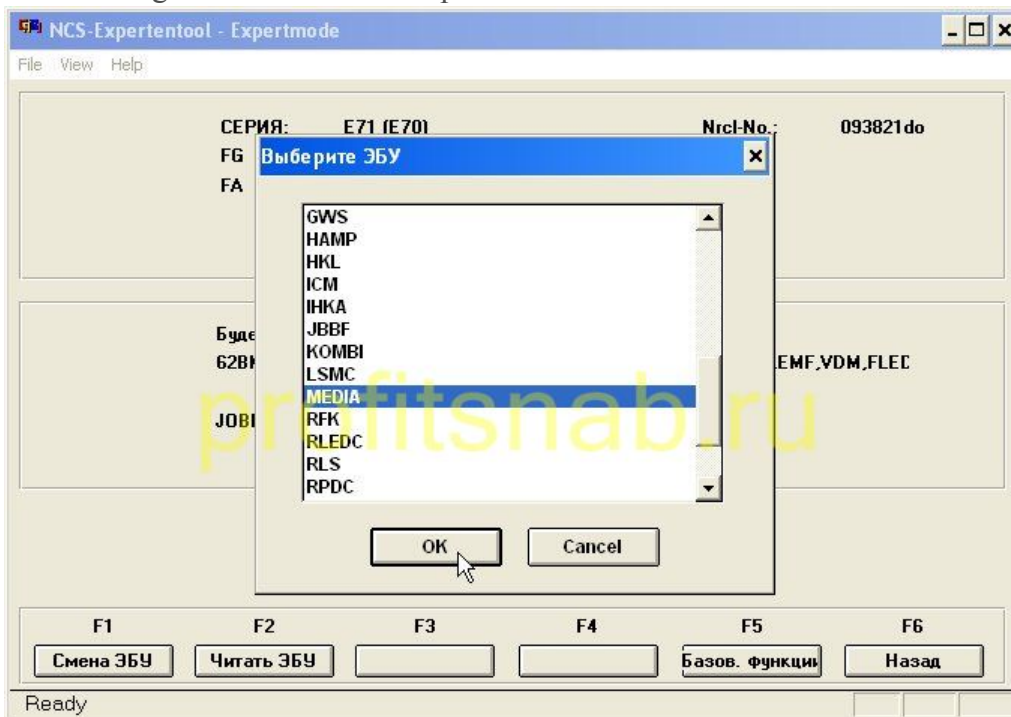 NCS-Expertentool - Expertmode
File View Help
СЕРИЯ: E71 (E70) Nrcl-No.: 093821do
FG
FA
Выберите ЭБУ
GWS
HAMP
HKL
ICM
IHKA
JBBF
KOMBI
LSMC
MEDIA
RFK
RLEDC
RLS
RPDC
OK Cancel
EMF,VDM,FLEC
profitsnab.ru
F1 F2 F3 F4 F5 F6
Смена ЭБУ Читать ЭБУ Базов. функции Назад
Ready